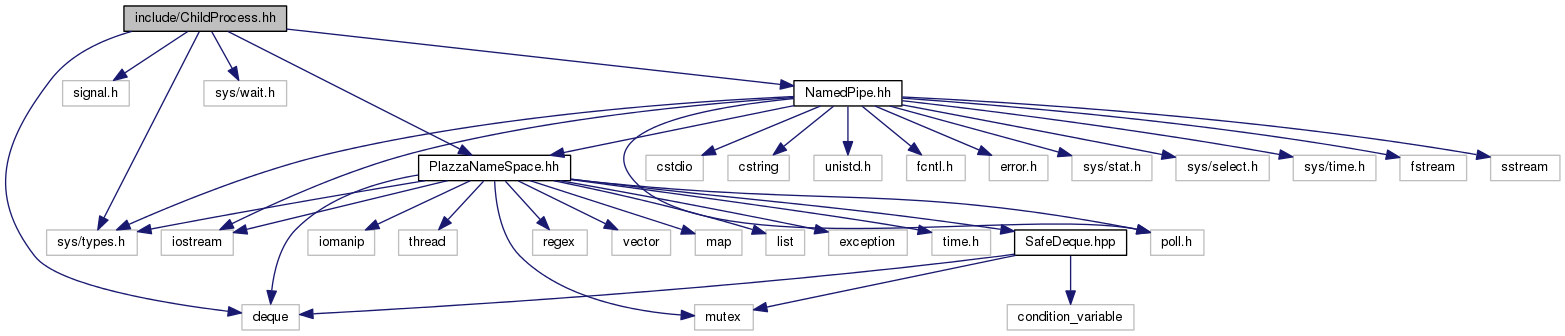 include/ChildProcess.hh
signal.h
sys/wait.h
NamedPipe.hh
PlazzaNameSpace.hh
cstdio
cstring
unistd.h
fcntl.h
error.h
sys/stat.h
sys/select.h
sys/time.h
fstream
sstream
sys/types.h
iostream
iomanip
thread
regex
vector
map
list
exception
time.h
SafeDeque.hpp
poll.h
deque
mutex
condition_variable